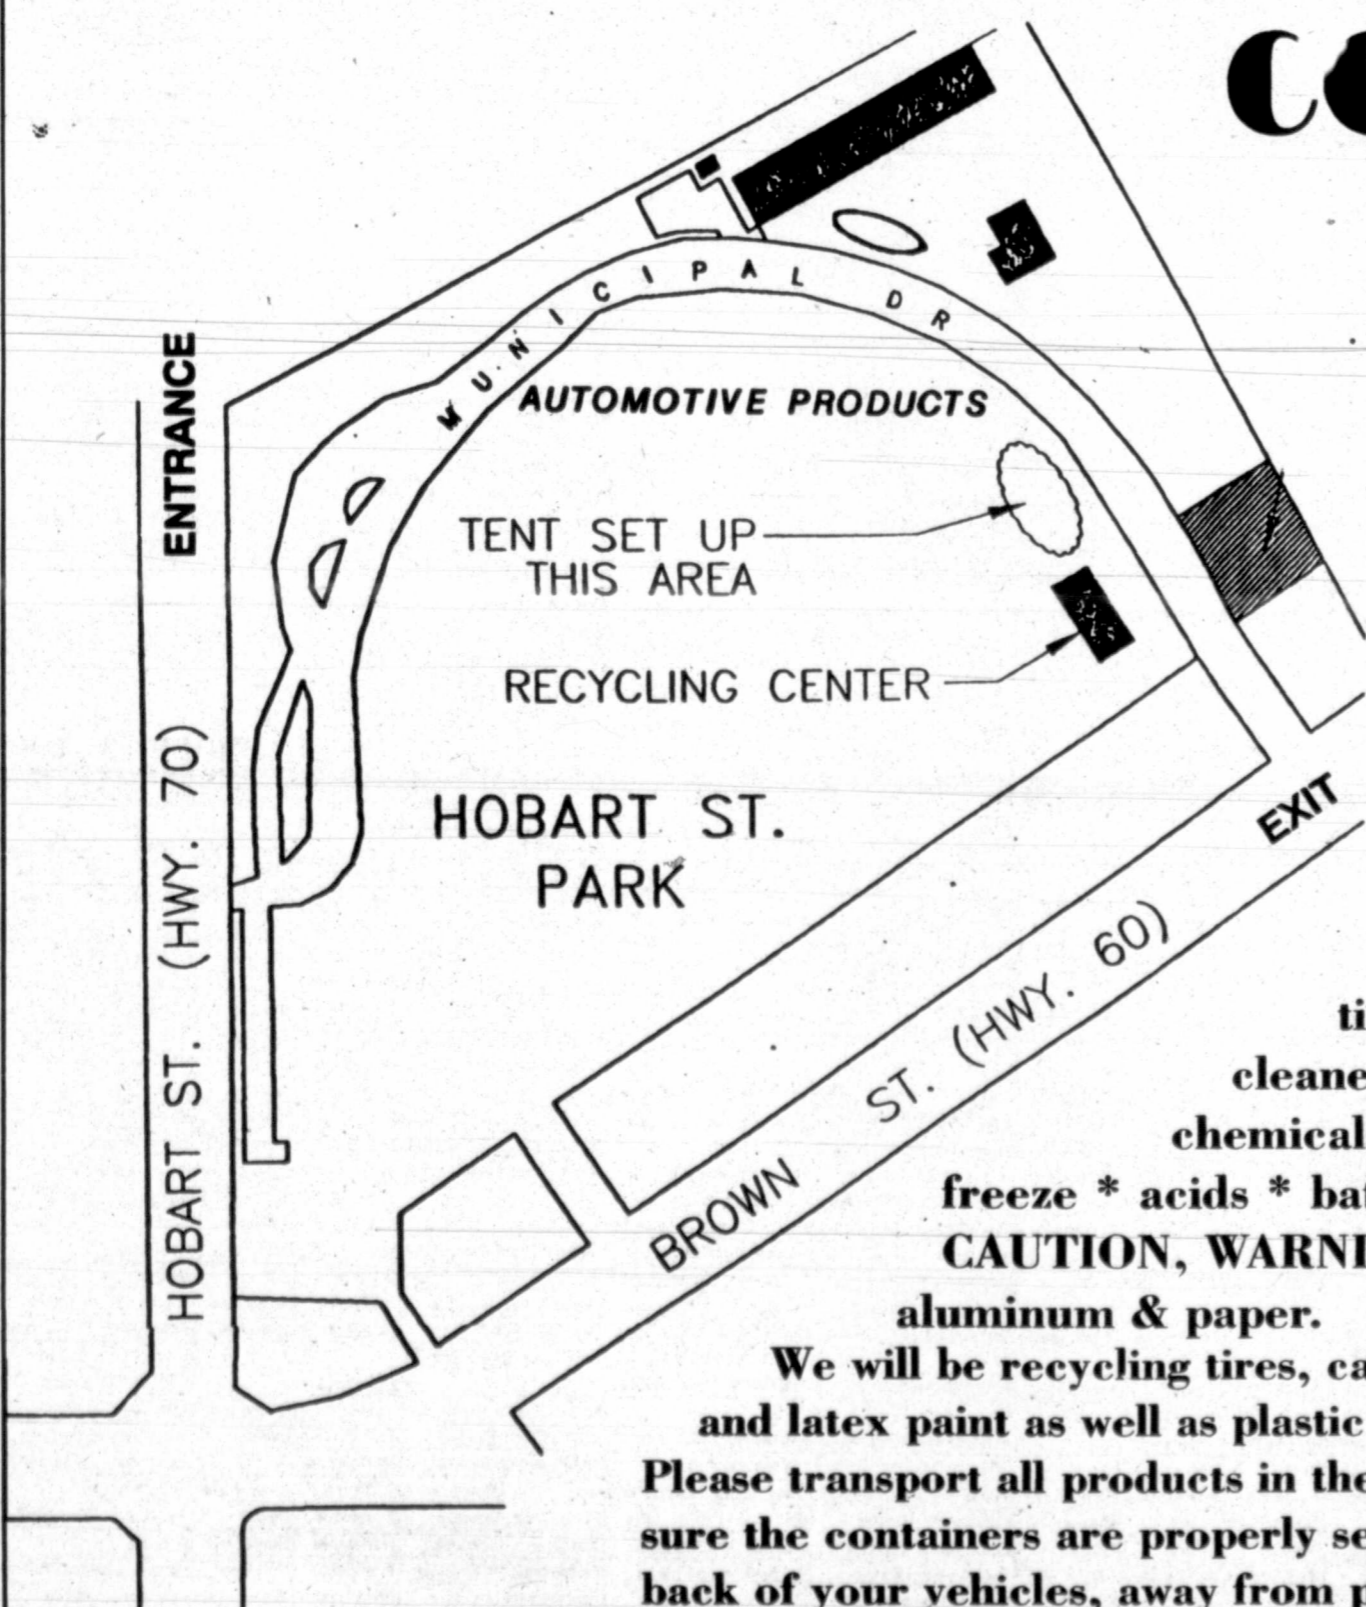 ENTRANCE
MUNICIPAL DR
AUTOMOTIVE PRODUCTS
TENT SET UP
THIS AREA
RECYCLING CENTER
HOBART ST. (HWY. 70)
HOBART ST.
PARK
EXIT
BROWN ST. (HWY. 60)
ti
cleane
chemical
freeze * acids * ba
CAUTION, WARNI
aluminum & paper.
We will be recycling tires, ca
and latex paint as well as plastic
Please transport all products in the
sure the containers are properly se
back of your vehicles, away from p